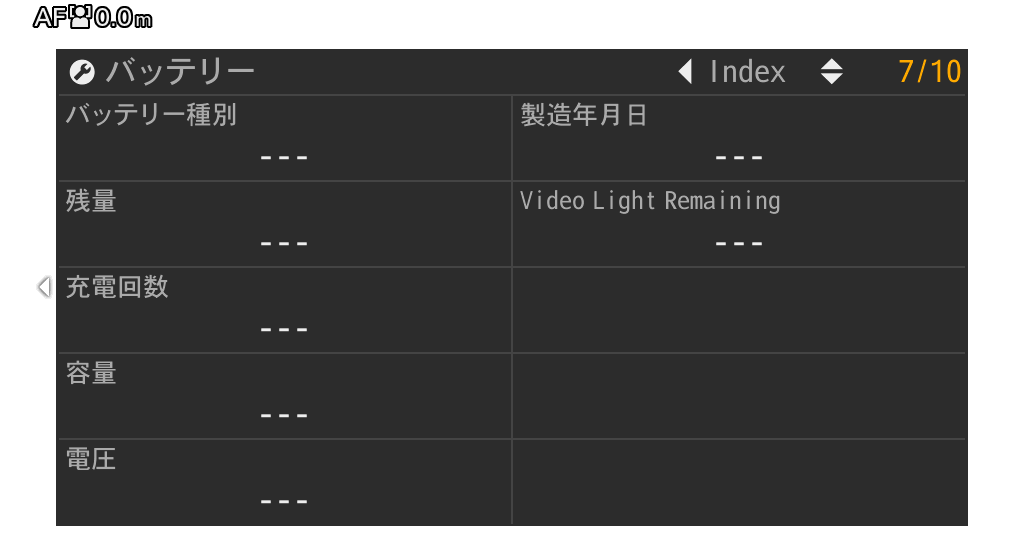 AF 0.0m
バッテリー Index 7/10
バッテリー種別 製造年月日
--- ---
残量 Video Light Remaining
--- ---
充電回数
---
容量
---
電圧
---